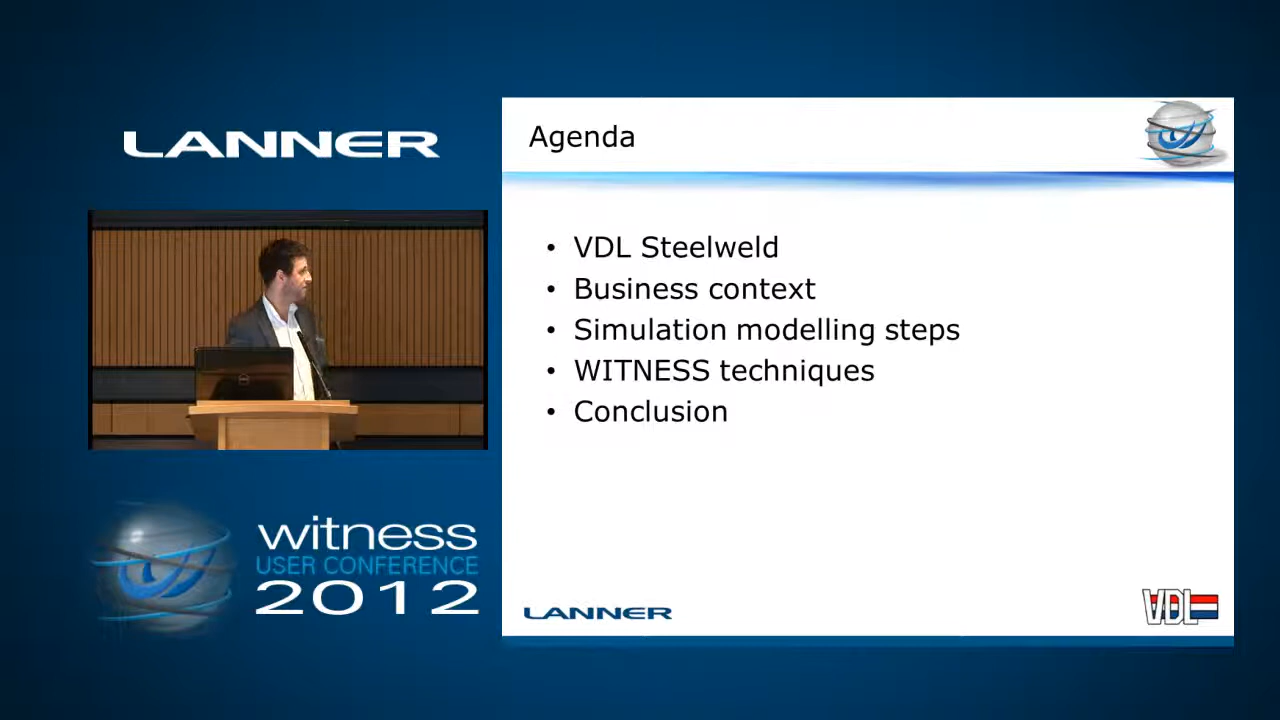 LANNER
witness
USER CONFERENCE
2012
Agenda
• VDL Steelweld
• Business context
• Simulation modelling steps
• WITNESS techniques
• Conclusion
LANNER
VDL